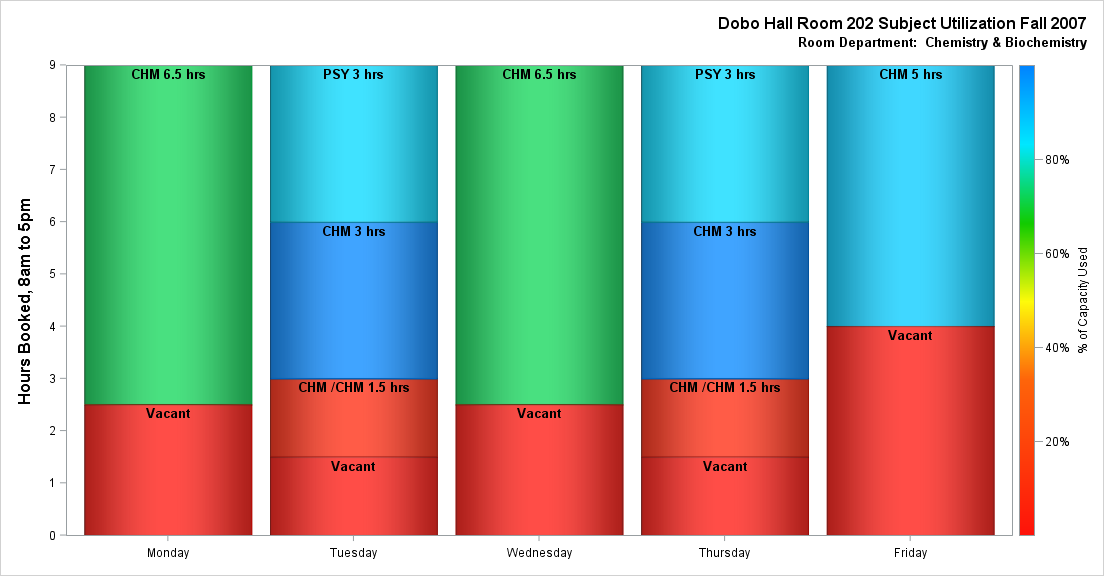 Dobo Hall Room 202 Subject Utilization Fall 2007
Room Department:  Chemistry & Biochemistry
Hours Booked, 8am to 5pm
9
8
7
6
5
4
3
2
1
0
CHM 6.5 hrs
Vacant
PSY 3 hrs
CHM 3 hrs
CHM /CHM 1.5 hrs
Vacant
CHM 6.5 hrs
Vacant
PSY 3 hrs
CHM 3 hrs
CHM /CHM 1.5 hrs
Vacant
CHM 5 hrs
Vacant
Monday
Tuesday
Wednesday
Thursday
Friday
80%
60%
40%
20%
% of Capacity Used